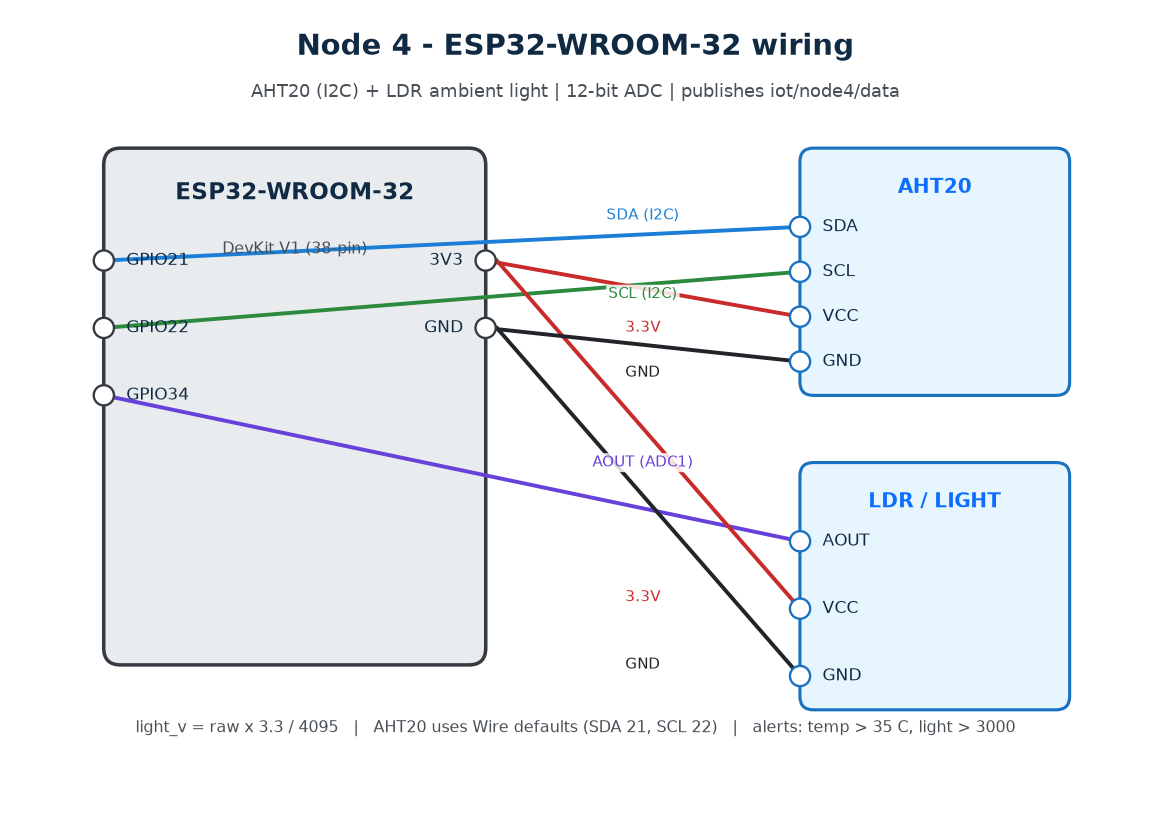 Node 4 - ESP32-WROOM-32 wiring
AHT20 (I2C) + LDR ambient light | 12-bit ADC | publishes iot/node4/data
ESP32-WROOM-32
DevKit V1 (38-pin)
GPIO21
GPIO22
GPIO34
3V3
GND
SDA (I2C)
SCL (I2C)
3.3V
GND
AOUT (ADC1)
3.3V
GND
AHT20
SDA
SCL
VCC
GND
LDR / LIGHT
AOUT
VCC
GND
light_v = raw x 3.3 / 4095 | AHT20 uses Wire defaults (SDA 21, SCL 22) | alerts: temp > 35 C, light > 3000